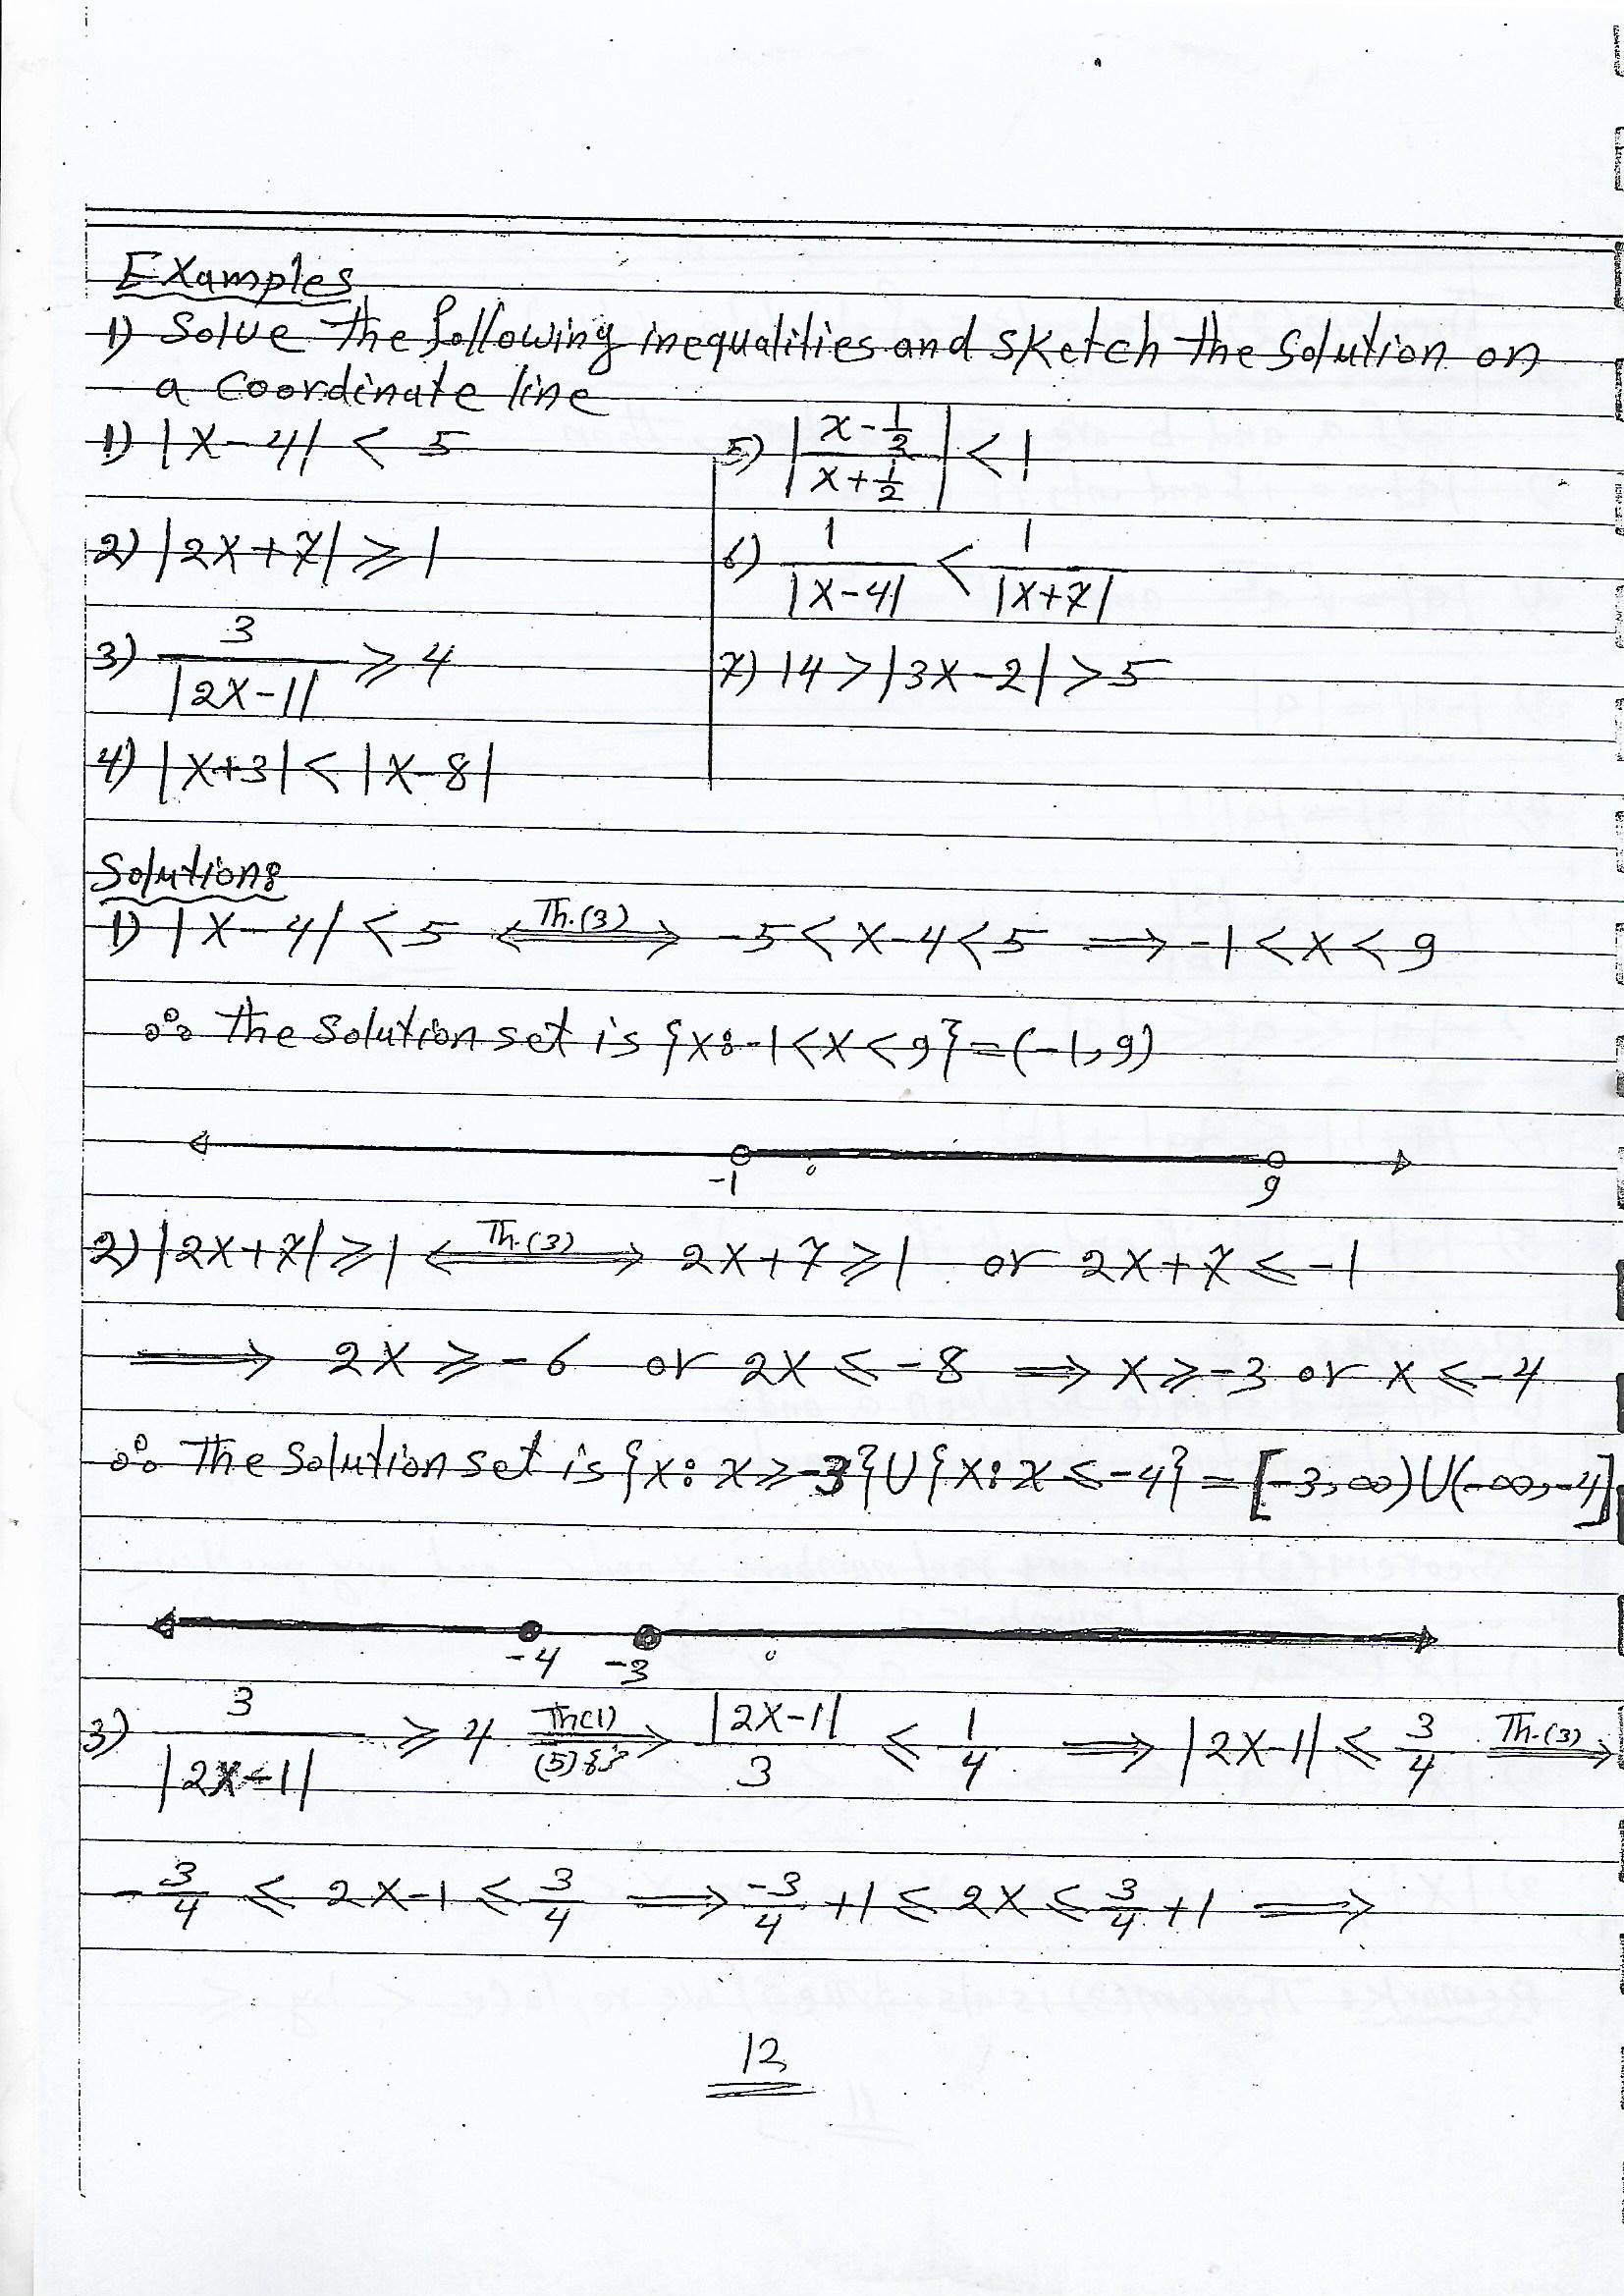 Examples
1) Solve the following inequalities and sketch the solution on
a coordinate line
1) |x-4| < 5
2) |2x+7| ⩾ 1
3) 3/|2x-1| ⩾ 4
4) |x+3| < |x-8|
5) |(x-1/2)/(x+1/2)| < 1
6) 1/|x-4| < 1/|x+7|
7) 14 > |3x-2| > 5
Solutions
1) |x-4| < 5 ⟺ Th.(3) -5 < x-4 < 5 ⟹ -1 < x < 9
∴ The solution set is {x: -1 < x < 9} = (-1, 9)
-1 0 9
2) |2x+7| ⩾ 1 ⟺ Th.(3) 2x+7 ⩾ 1 or 2x+7 ⩽ -1
⟹ 2x ⩾ -6 or 2x ⩽ -8 ⟹ x ⩾ -3 or x ⩽ -4
∴ The solution set is {x: x ⩾ -3} ∪ {x: x ⩽ -4} = [-3, ∞) ∪ (-∞, -4]
-4 -3 0
3) 3/|2x-1| ⩾ 4 ⟹ Th(1) (5) |2x-1|/3 ⩽ 1/4 ⟹ |2x-1| ⩽ 3/4 Th.(3) ⟹
-3/4 ⩽ 2x-1 ⩽ 3/4 ⟹ -3/4 +1 ⩽ 2x ⩽ 3/4 +1 ⟹
12